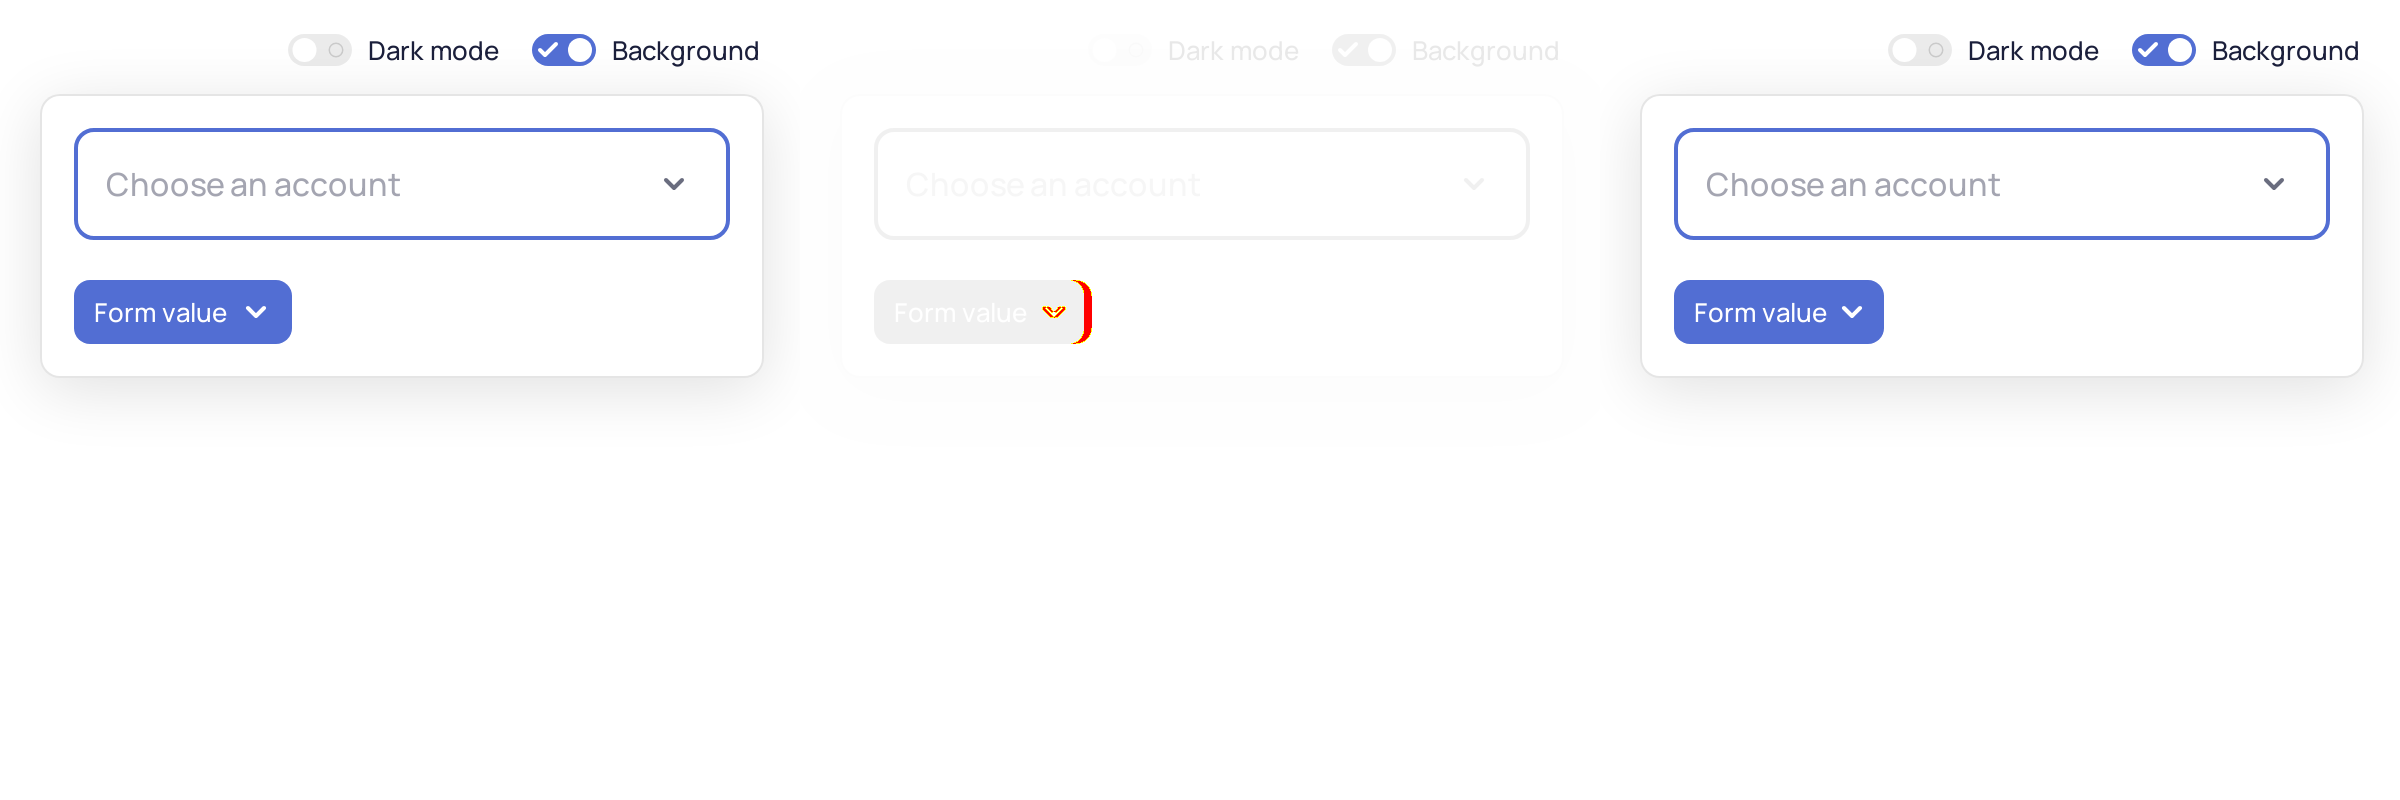 Dark mode Background Dark mode Background Dark mode Background
Choose an account Choose an account Choose an account
Form value Form value Form value